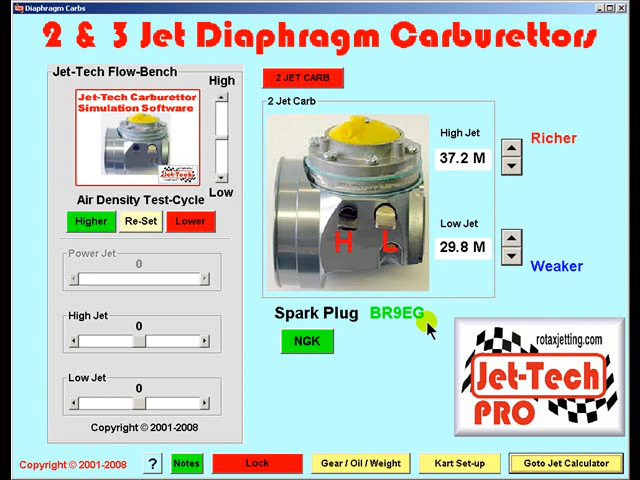 Diaphragm Carbs
2 & 3 Jet Diaphragm Carburettors
Jet-Tech Flow-Bench
High
Jet-Tech Carburettor
Simulation Software
Jet-Tech
Low
Air Density Test-Cycle
Higher
Re-Set
Lower
Power Jet
0
High Jet
0
Low Jet
0
Copyright © 2001-2008
2 JET CARB
2 Jet Carb
H L
High Jet
37.2 M
Richer
Low Jet
29.8 M
Weaker
Spark Plug BR9EG
NGK
rotaxjetting.com
Jet-Tech
PRO
Copyright © 2001-2008
?
Notes
Lock
Gear / Oil / Weight
Kart Set-up
Goto Jet Calculator